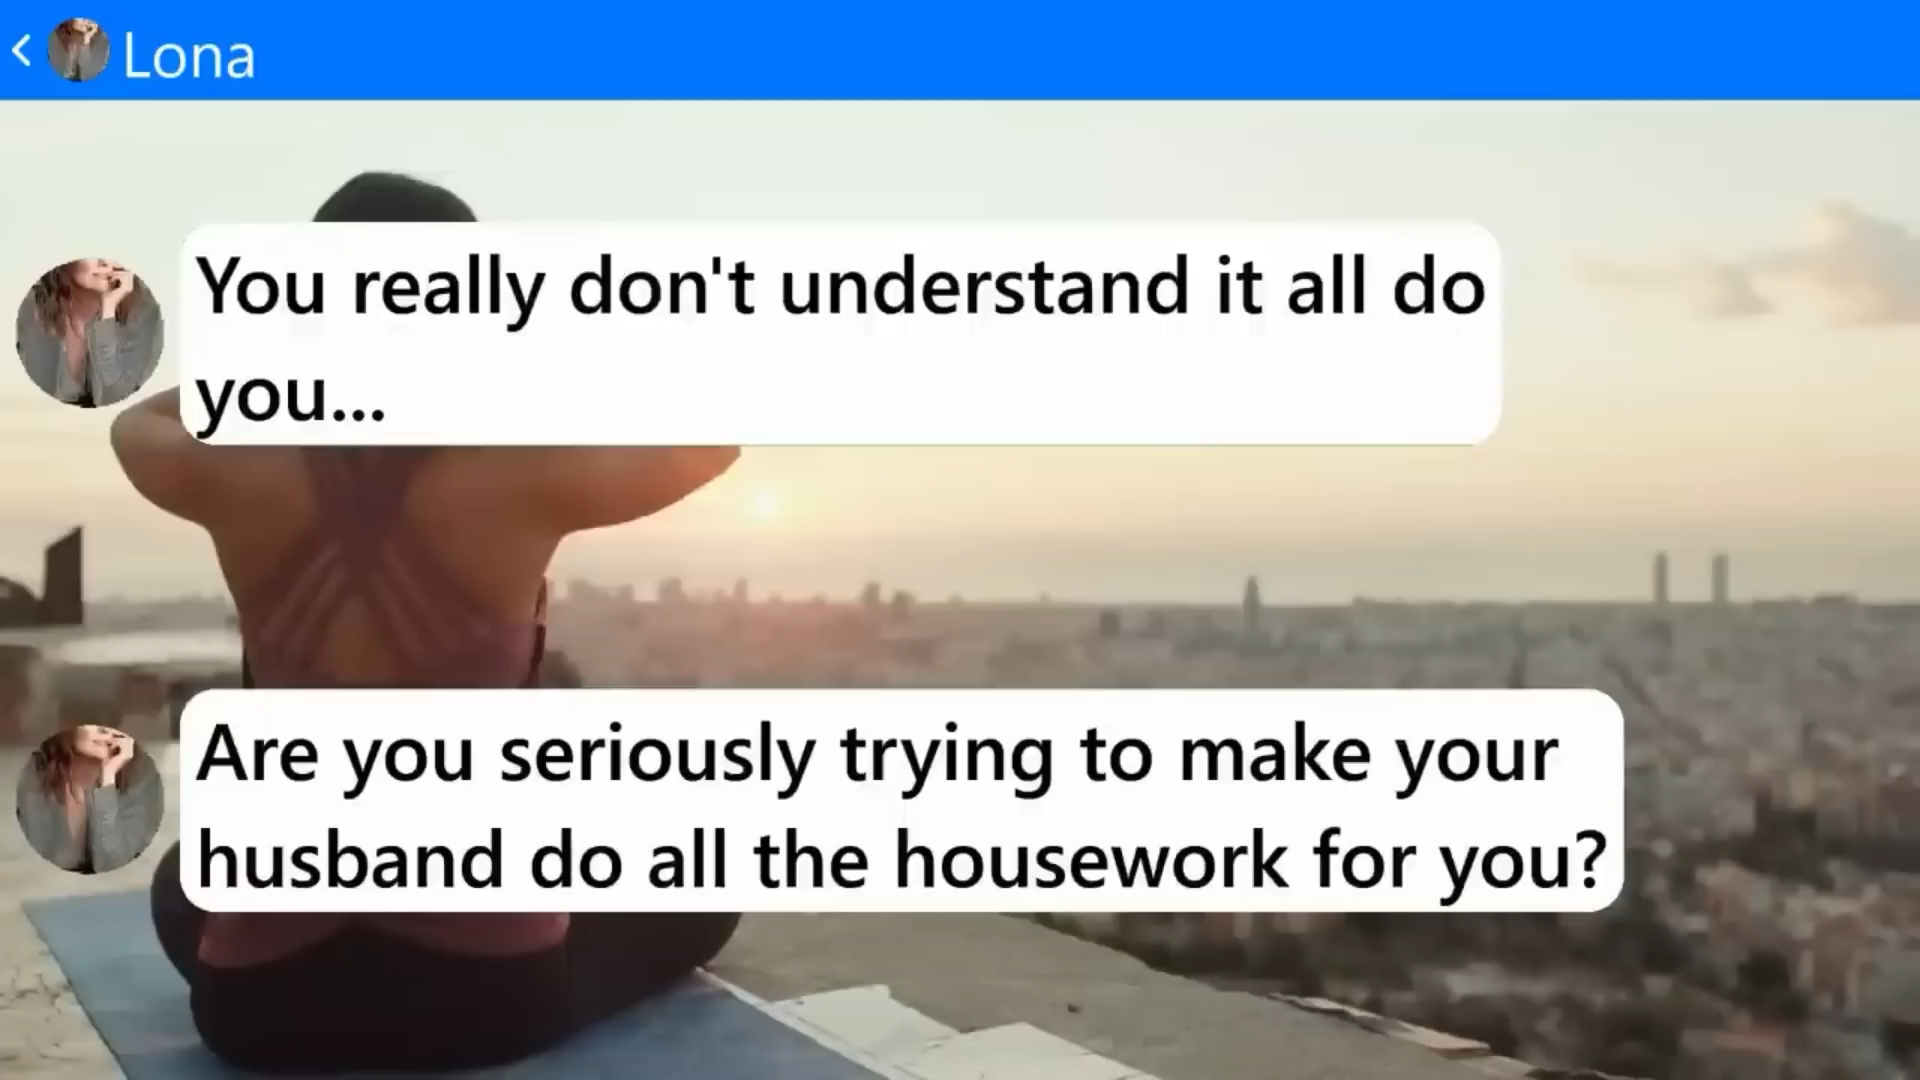 Lona
You really don't understand it all do
you...
Are you seriously trying to make your
husband do all the housework for you?